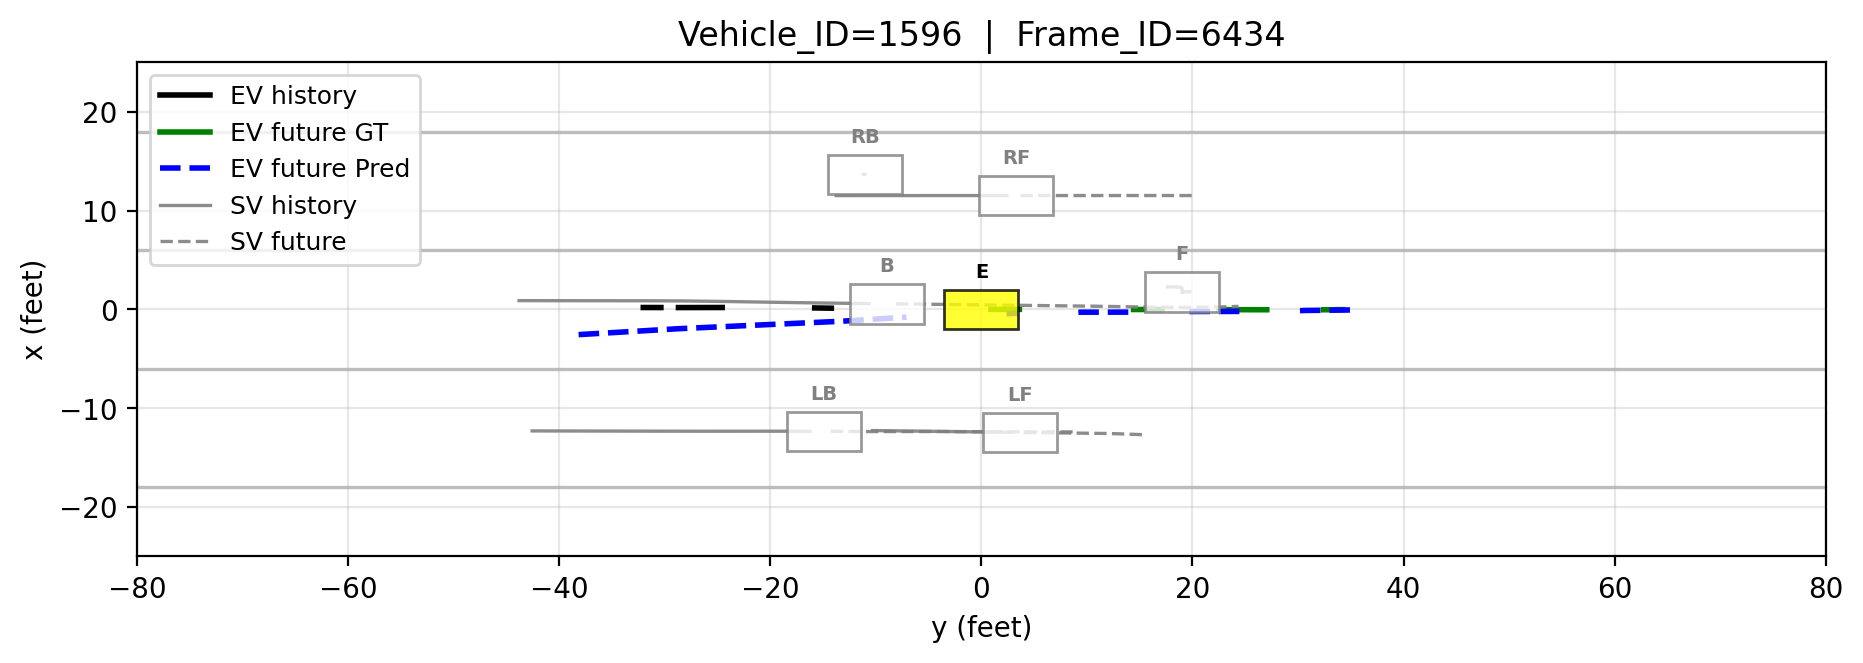 Vehicle_ID=1596 | Frame_ID=6434
EV history
EV future GT
EV future Pred
SV history
SV future
RB
RF
B
E
F
LB
LF
20
10
0
−10
−20
x (feet)
−80
−60
−40
−20
0
20
40
60
80
y (feet)